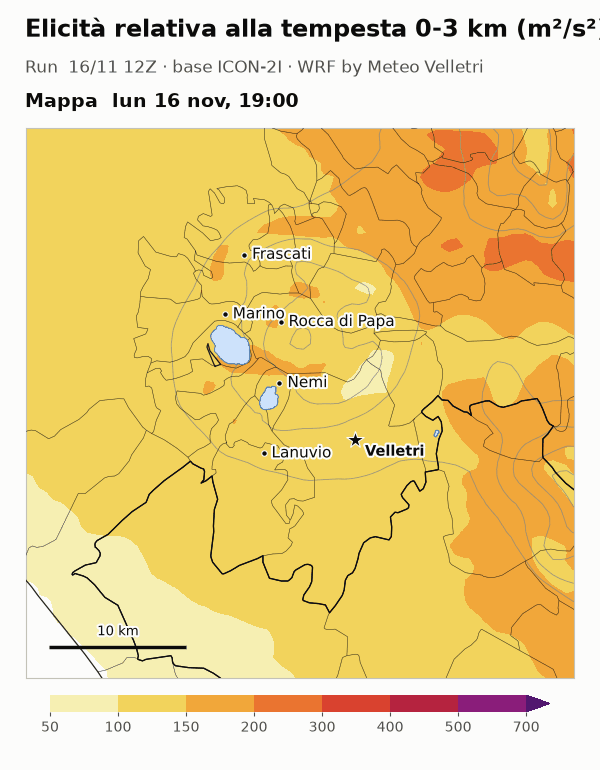 Elicità relativa alla tempesta 0-3 km (m²/s²)
Run 16/11 12Z · base ICON-2I · WRF by Meteo Velletri
Mappa lun 16 nov, 19:00
Frascati
Marino
Rocca di Papa
Nemi
Velletri
Lanuvio
10 km
50 100 150 200 300 400 500 700